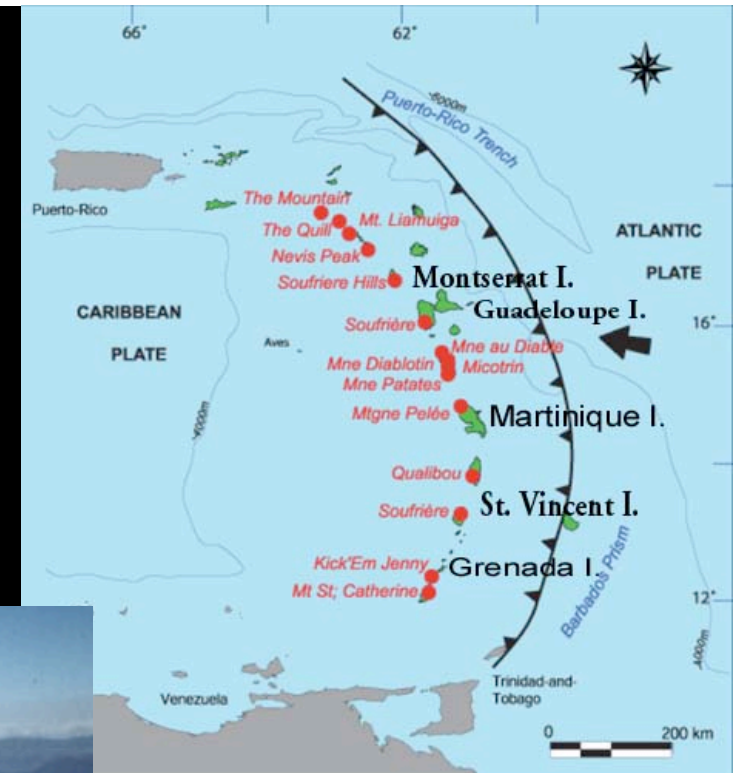 66°
62°
-6000m
Puerto-Rico Trench
Puerto-Rico
The Mountain
The Quill
Mt. Liamuiga
Nevis Peak
ATLANTIC
PLATE
Soufriere Hills
Montserrat I.
CARIBBEAN
PLATE
Guadeloupe I.
Soufrière
16°
Aves
Mne au Diable
Mne Diablotin
Micotrin
Mne Patates
Mtgne Pelée
Martinique I.
-4000m
Qualibou
Soufrière
St. Vincent I.
Kick'Em Jenny
Grenada I.
Mt St; Catherine
12°
Barbados Prism
-4000m
Trinidad-and-
Tobago
Venezuela
0
200 km